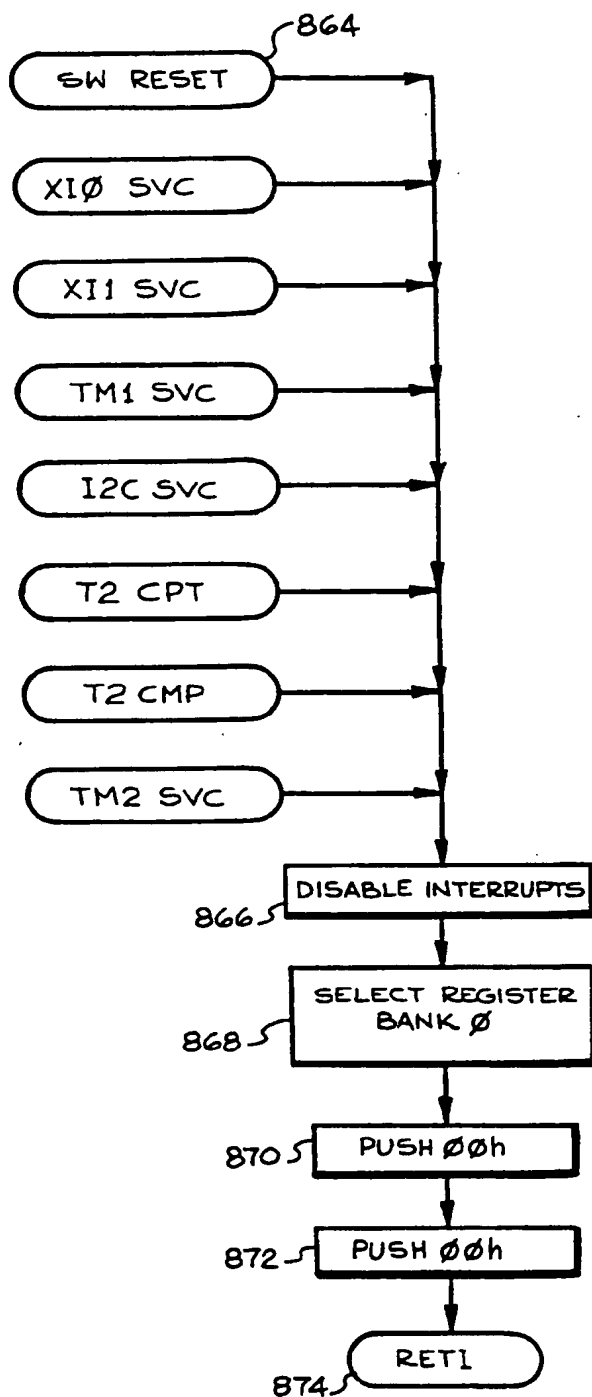 864
SW RESET
XIØ SVC
XI1 SVC
TM1 SVC
I2C SVC
T2 CPT
T2 CMP
TM2 SVC
DISABLE INTERRUPTS
866
SELECT REGISTER
BANK Ø
868
PUSH ØØh
870
PUSH ØØh
872
RETI
874